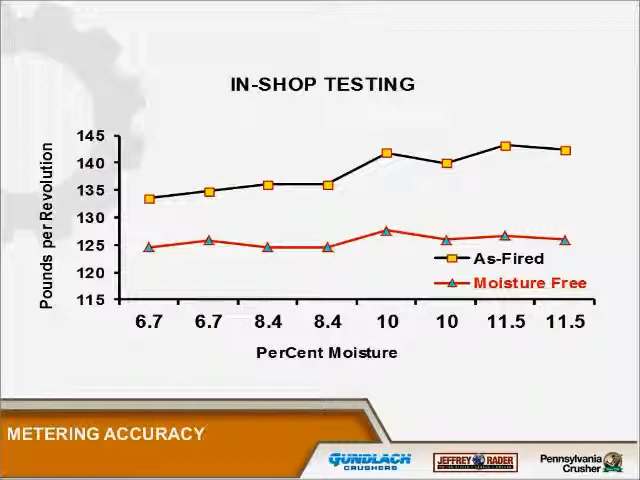 IN-SHOP TESTING
Pounds per Revolution
145
140
135
130
125
120
115
As-Fired
Moisture Free
6.7 6.7 8.4 8.4 10 10 11.5 11.5
PerCent Moisture
METERING ACCURACY
GUNDLACH
CRUSHERS
JEFFREY RADER
Pennsylvania
Crusher